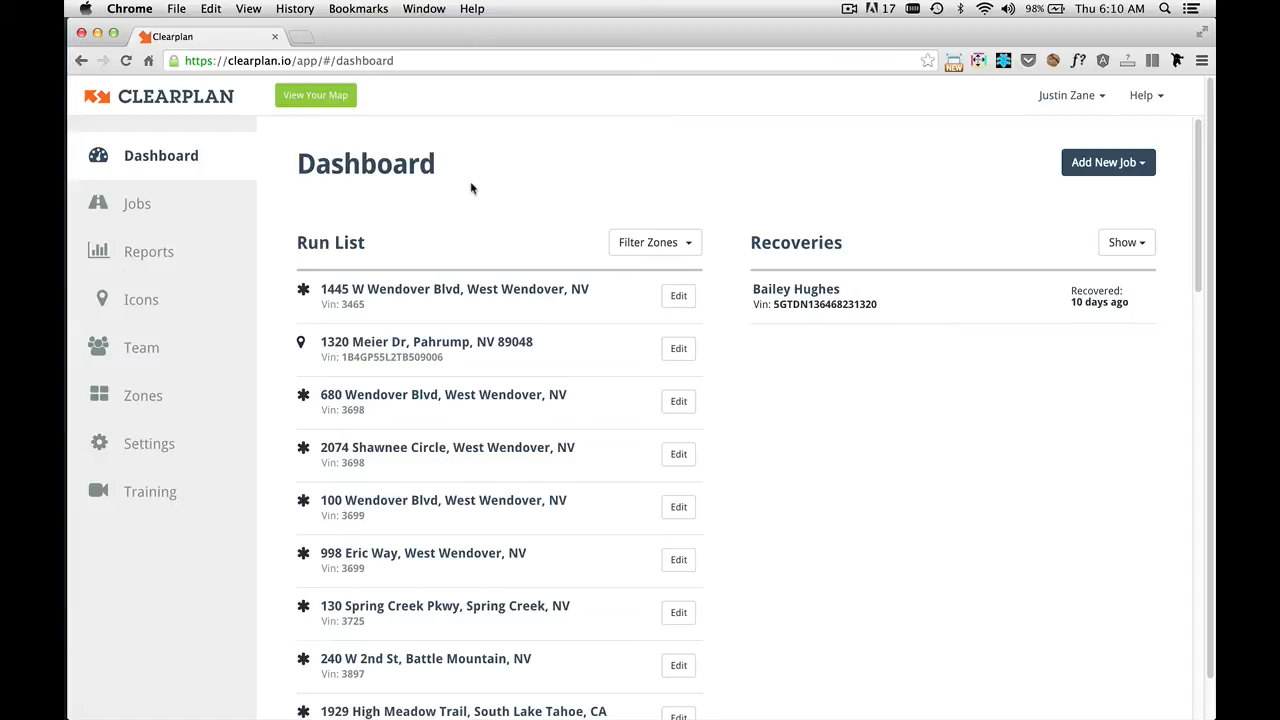 Chrome File Edit View History Bookmarks Window Help 17 98% Thu 6:10 AM
Clearplan
https://clearplan.io/app/#/dashboard
NEW
f?
CLEARPLAN View Your Map Justin Zane Help
Dashboard
Jobs
Reports
Icons
Team
Zones
Settings
Training
Dashboard Add New Job
Run List Filter Zones
1445 W Wendover Blvd, West Wendover, NV Edit
Vin: 3465
1320 Meier Dr, Pahrump, NV 89048 Edit
Vin: 1B4GP55L2TB509006
680 Wendover Blvd, West Wendover, NV Edit
Vin: 3698
2074 Shawnee Circle, West Wendover, NV Edit
Vin: 3698
100 Wendover Blvd, West Wendover, NV Edit
Vin: 3699
998 Eric Way, West Wendover, NV Edit
Vin: 3699
130 Spring Creek Pkwy, Spring Creek, NV Edit
Vin: 3725
240 W 2nd St, Battle Mountain, NV Edit
Vin: 3897
1929 High Meadow Trail, South Lake Tahoe, CA Edit
Recoveries Show
Bailey Hughes Recovered:
Vin: 5GTDN136468231320 10 days ago